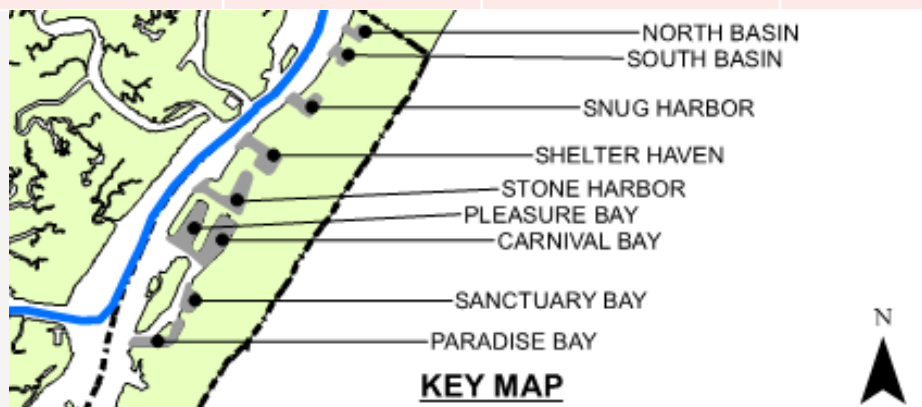 NORTH BASIN
SOUTH BASIN
SNUG HARBOR
SHELTER HAVEN
STONE HARBOR
PLEASURE BAY
CARNIVAL BAY
SANCTUARY BAY
PARADISE BAY
N
KEY MAP